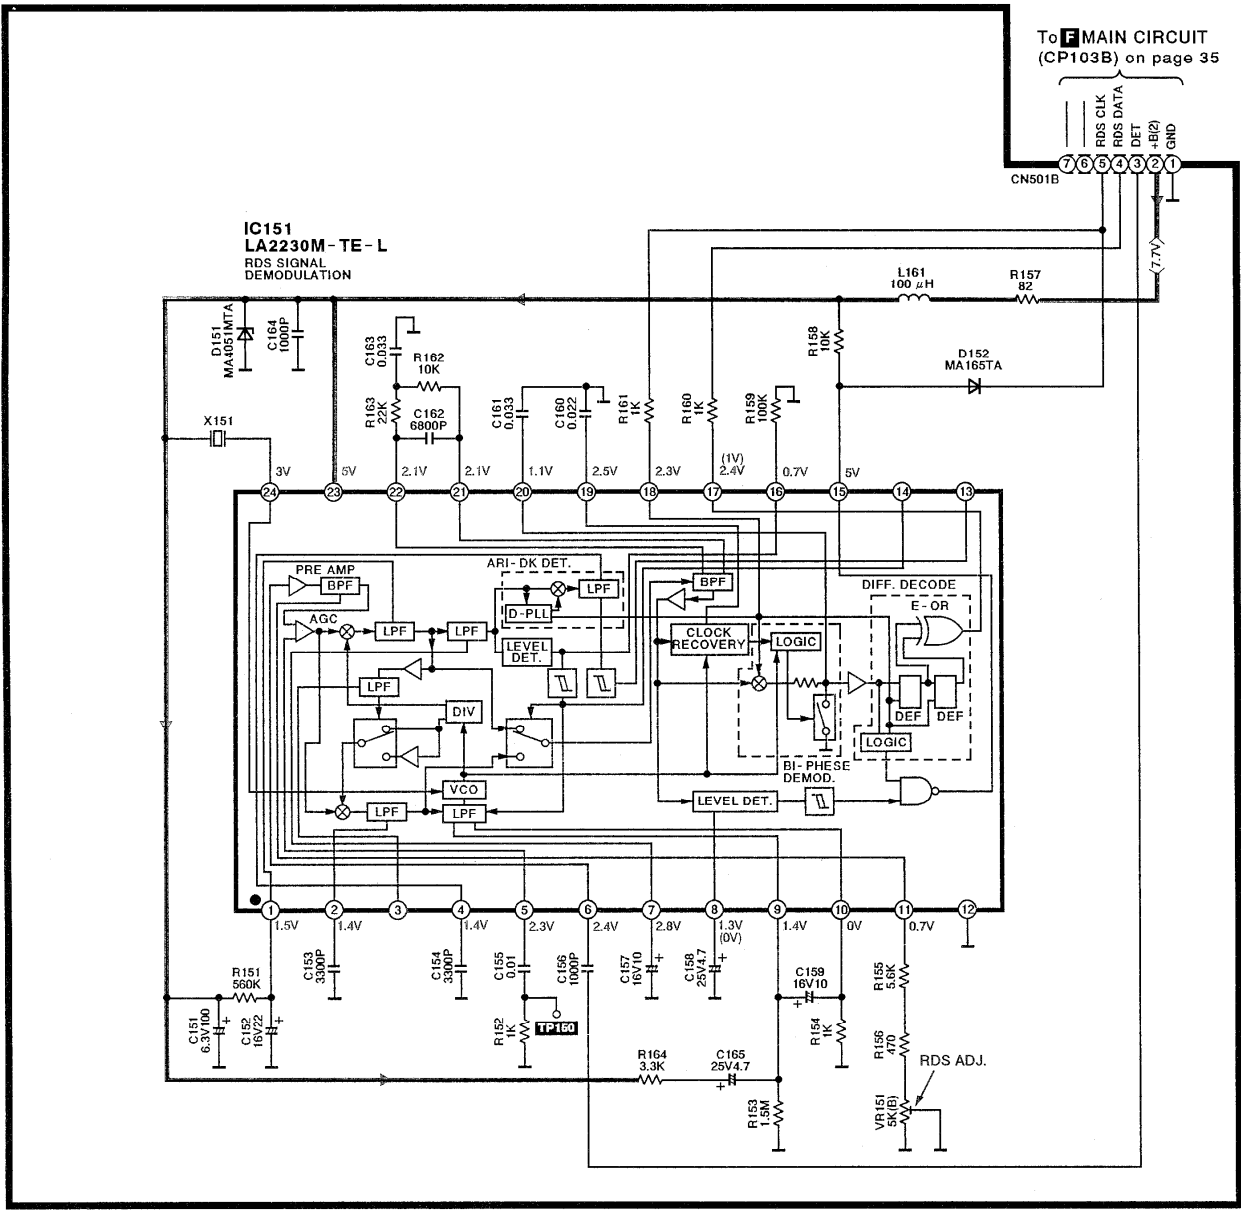 To F MAIN CIRCUIT
(CP103B) on page 35
RDS CLK
RDS DATA
DET
+B(2)
GND
7 6 5 4 3 2 1
CN501B
7.7V
IC151
LA2230M-TE-L
RDS SIGNAL
DEMODULATION
L161
100 μH
R157
82
D151
MA4051MTA
C164
1000P
C163
0.033
R162
10K
R163
22K
C162
6800P
C161
0.033
C160
0.022
R161
1K
R160
1K
R159
100K
R158
10K
D152
MA165TA
X151
3V
5V
2.1V
2.1V
1.1V
2.5V
2.3V
(1V)
2.4V
0.7V
5V
24 23 22 21 20 19 18 17 16 15 14 13
PRE AMP
BPF
AGC
LPF
LPF
ARI-DK DET.
LPF
D-PLL
LEVEL
DET.
BPF
CLOCK
RECOVERY
LOGIC
DIFF. DECODE
E-OR
DEF
DEF
LOGIC
LPF
DIV
VCO
LPF
LPF
BI-PHESE
DEMOD.
LEVEL DET.
1 2 3 4 5 6 7 8 9 10 11 12
1.5V
1.4V
1.4V
2.3V
2.4V
2.8V
1.3V
(0V)
1.4V
0V
0.7V
R151
560K
C151
6.3V100
C152
16V22
C153
3300P
C154
3300P
C155
0.01
R152
1K
TP150
C156
1000P
C157
16V10
C158
25V4.7
C159
16V10
R154
1K
R155
5.6K
R156
470
RDS ADJ.
VR151
5K(B)
R164
3.3K
C165
25V4.7
R153
1.5M